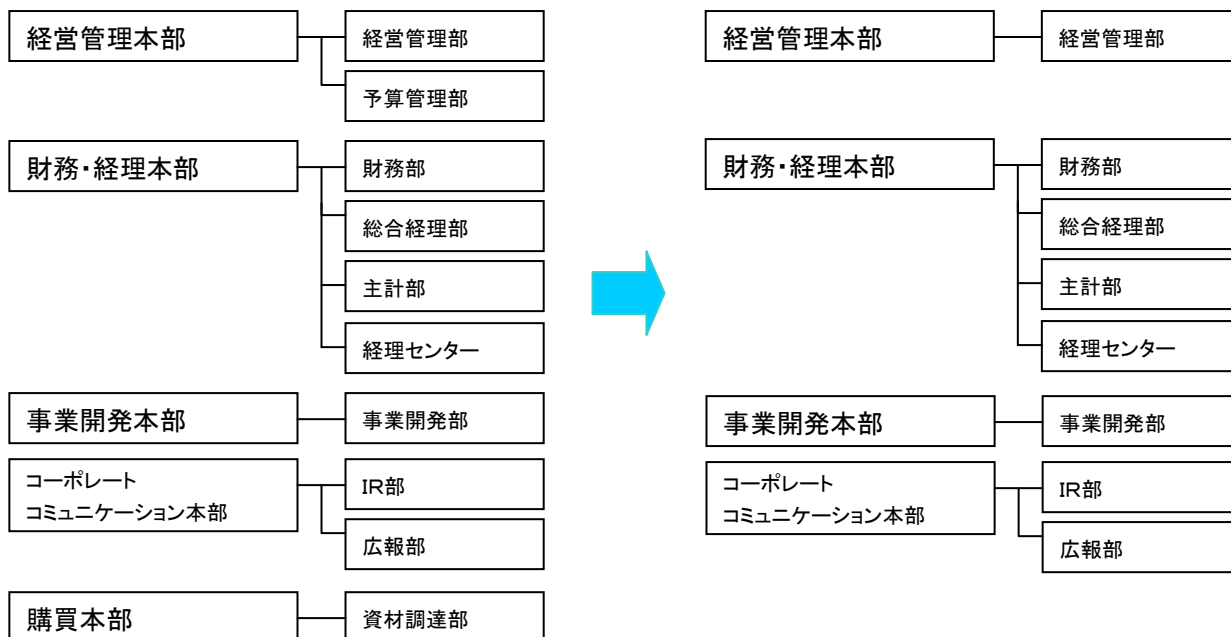 経営管理本部
経営管理部
予算管理部
財務・経理本部
財務部
総合経理部
主計部
経理センター
事業開発本部
事業開発部
コーポレート
コミュニケーション本部
IR部
広報部
購買本部
資材調達部
経営管理本部
経営管理部
財務・経理本部
財務部
総合経理部
主計部
経理センター
事業開発本部
事業開発部
コーポレート
コミュニケーション本部
IR部
広報部